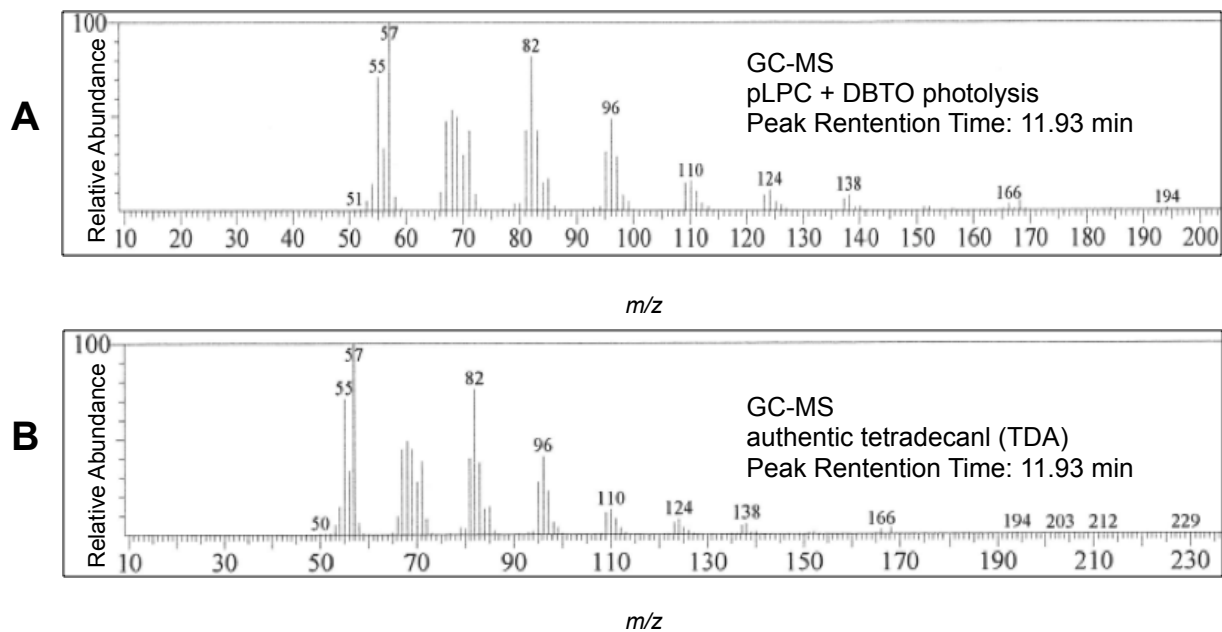 A
Relative Abundance
100
57
55
51
82
96
110
124
138
166
194
GC-MS
pLPC + DBTO photolysis
Peak Rentention Time: 11.93 min
10 20 30 40 50 60 70 80 90 100 110 120 130 140 150 160 170 180 190 200
m/z
B
Relative Abundance
100
57
55
50
82
96
110
124
138
166
194
203
212
229
GC-MS
authentic tetradecanl (TDA)
Peak Rentention Time: 11.93 min
10 30 50 70 90 110 130 150 170 190 210 230
m/z